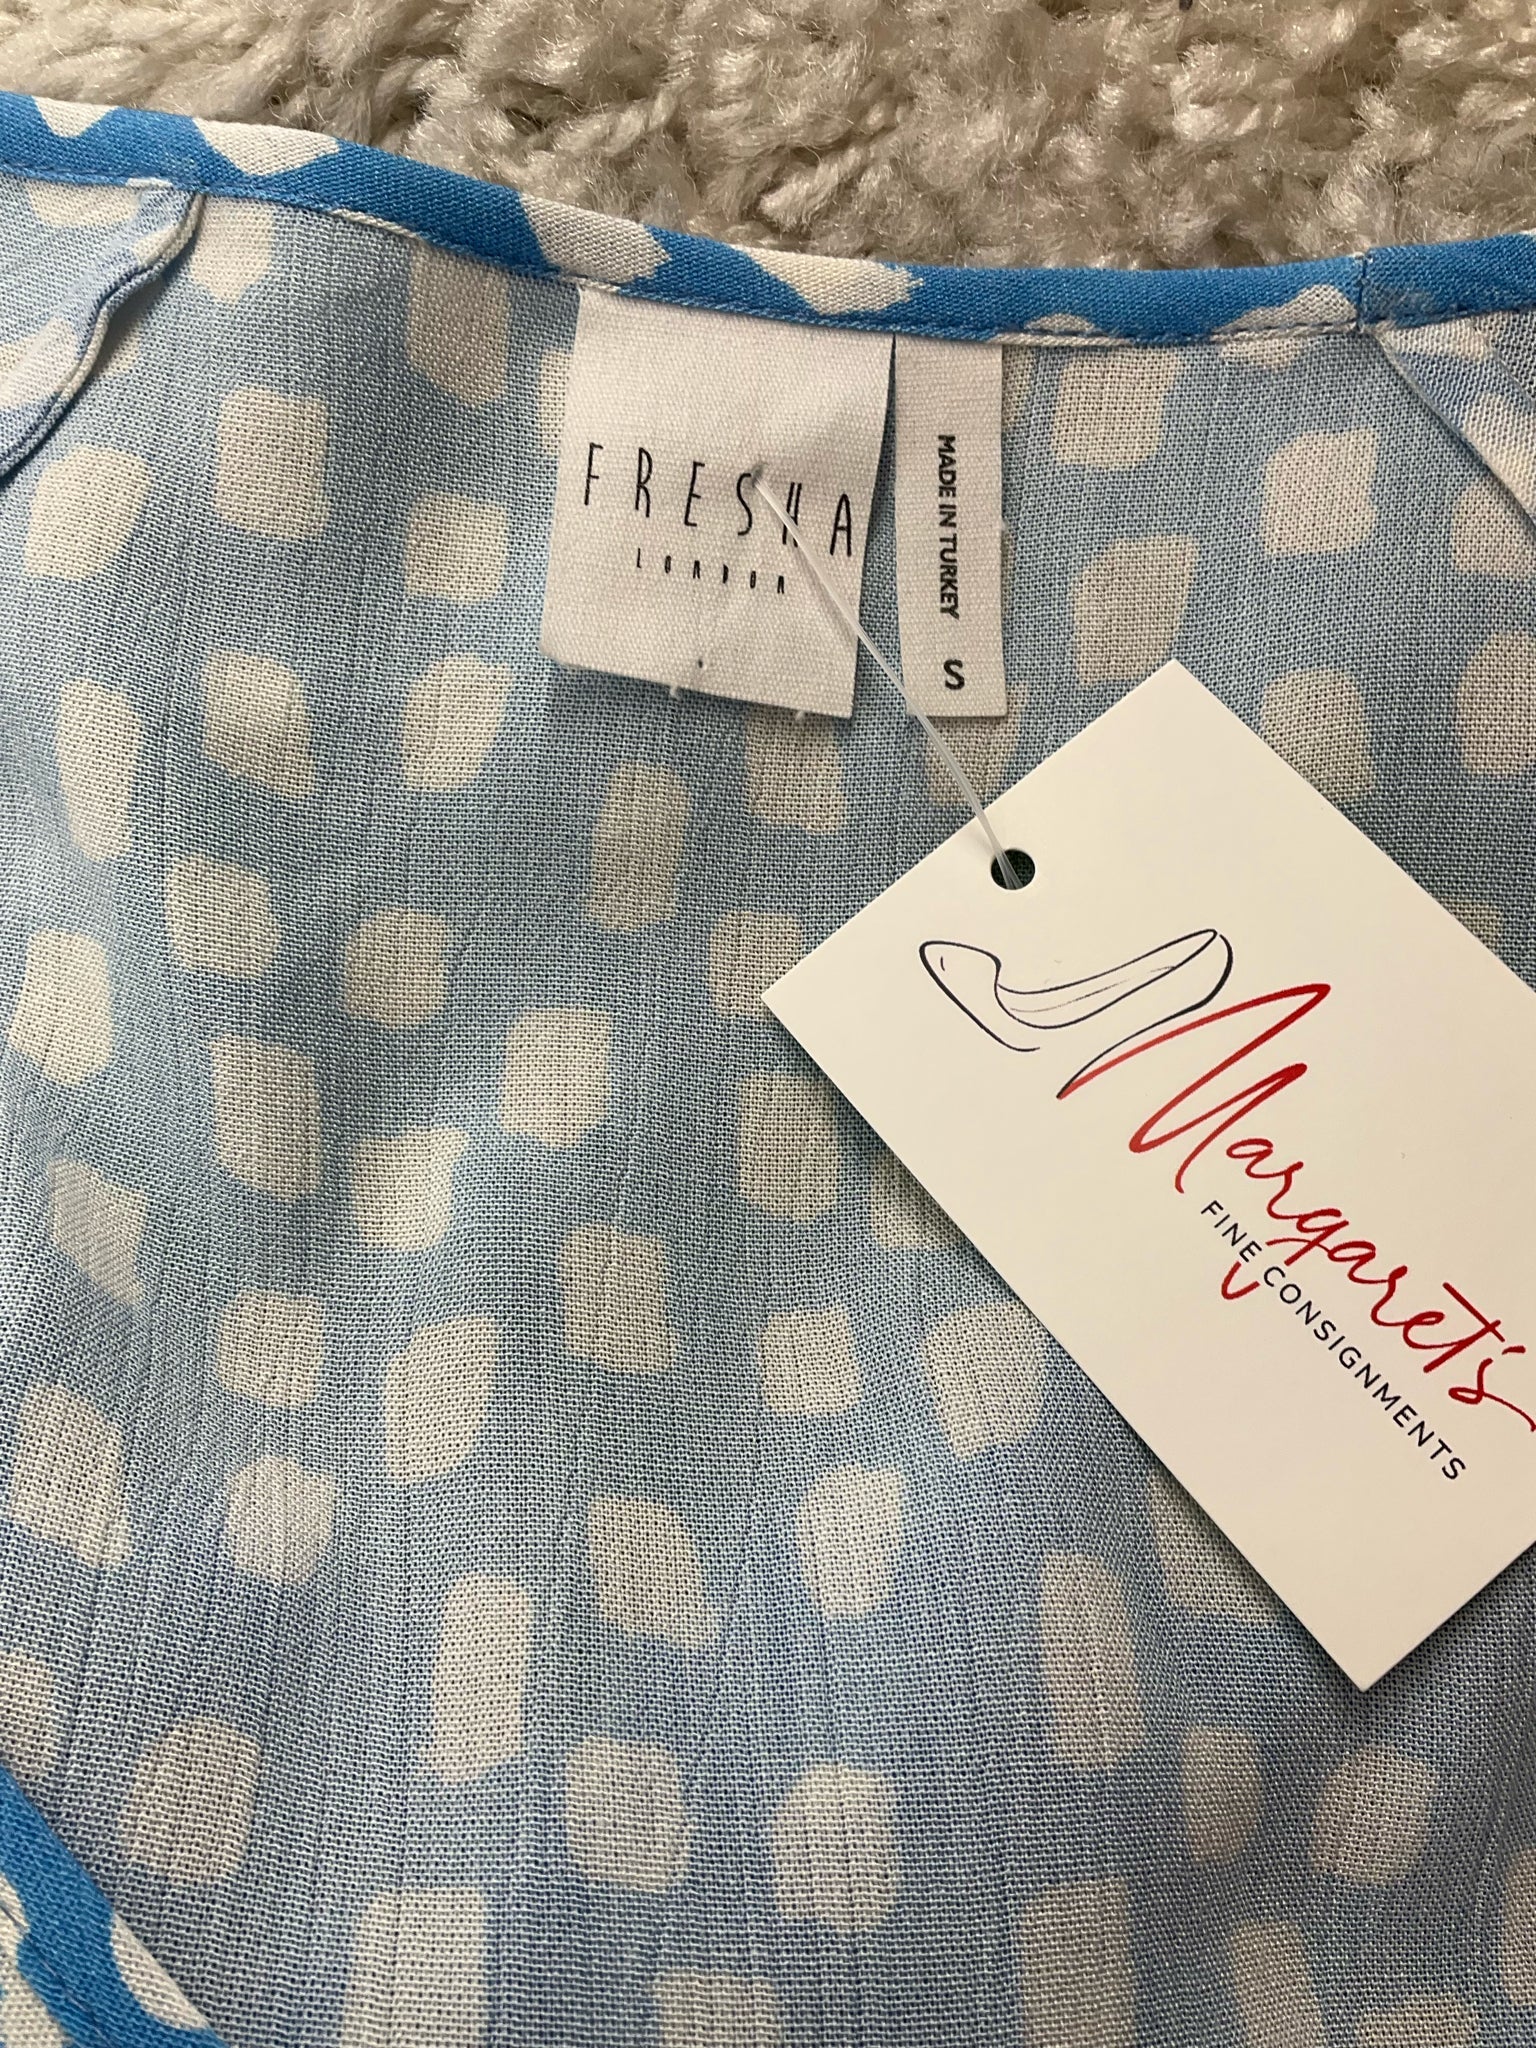 FRESHA
LONDON
MADE IN TURKEY S
Margaret's
FINE CONSIGNMENTS